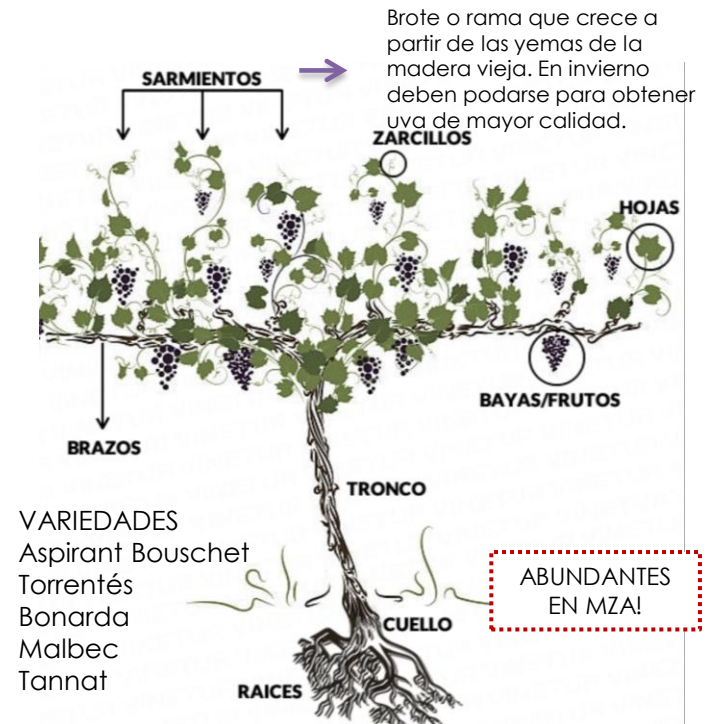 Brote o rama que crece a
partir de las yemas de la
madera vieja. En invierno
deben podarse para obtener
uva de mayor calidad.
SARMIENTOS
ZARCILLOS
HOJAS
BAYAS/FRUTOS
BRAZOS
TRONCO
VARIEDADES
Aspirant Bouschet
Torrentés
Bonarda
Malbec
Tannat
ABUNDANTES
EN MZA!
CUELLO
RAICES